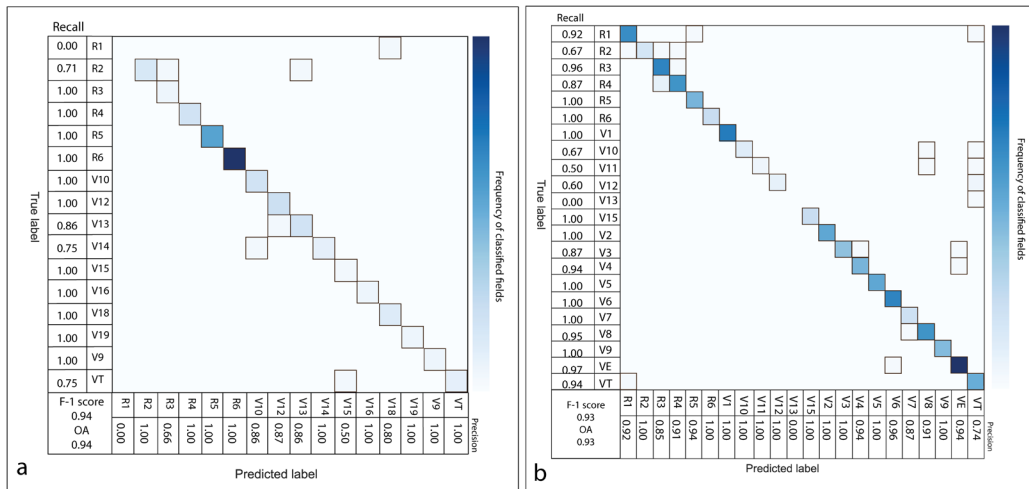 Recall
0.00 R1
0.71 R2
1.00 R3
1.00 R4
1.00 R5
1.00 R6
1.00 V10
1.00 V12
0.86 V13
0.75 V14
1.00 V15
1.00 V16
1.00 V18
1.00 V19
1.00 V9
0.75 VT
True label
Frequency of classified fields
F-1 score
0.94
OA
0.94
R1 R2 R3 R4 R5 R6 V10 V12 V13 V14 V15 V16 V18 V19 V9 VT
0.00 1.00 0.66 1.00 1.00 1.00 0.86 0.87 0.86 1.00 0.50 1.00 0.80 1.00 1.00 1.00
Precision
Predicted label
a
Recall
0.92 R1
0.67 R2
0.96 R3
0.87 R4
1.00 R5
1.00 R6
1.00 V1
0.67 V10
0.50 V11
0.60 V12
0.00 V13
1.00 V15
1.00 V2
0.87 V3
0.94 V4
1.00 V5
1.00 V6
1.00 V7
0.95 V8
1.00 V9
0.97 VE
0.94 VT
True label
Frequency of classified fields
F-1 score
0.93
OA
0.93
R1 R2 R3 R4 R5 R6 V1 V10 V11 V12 V13 V15 V2 V3 V4 V5 V6 V7 V8 V9 VE VT
0.92 1.00 0.85 0.91 0.94 1.00 1.00 1.00 1.00 1.00 0.00 1.00 1.00 1.00 0.94 1.00 0.96 0.87 0.91 1.00 0.94 0.74
Precision
Predicted label
b